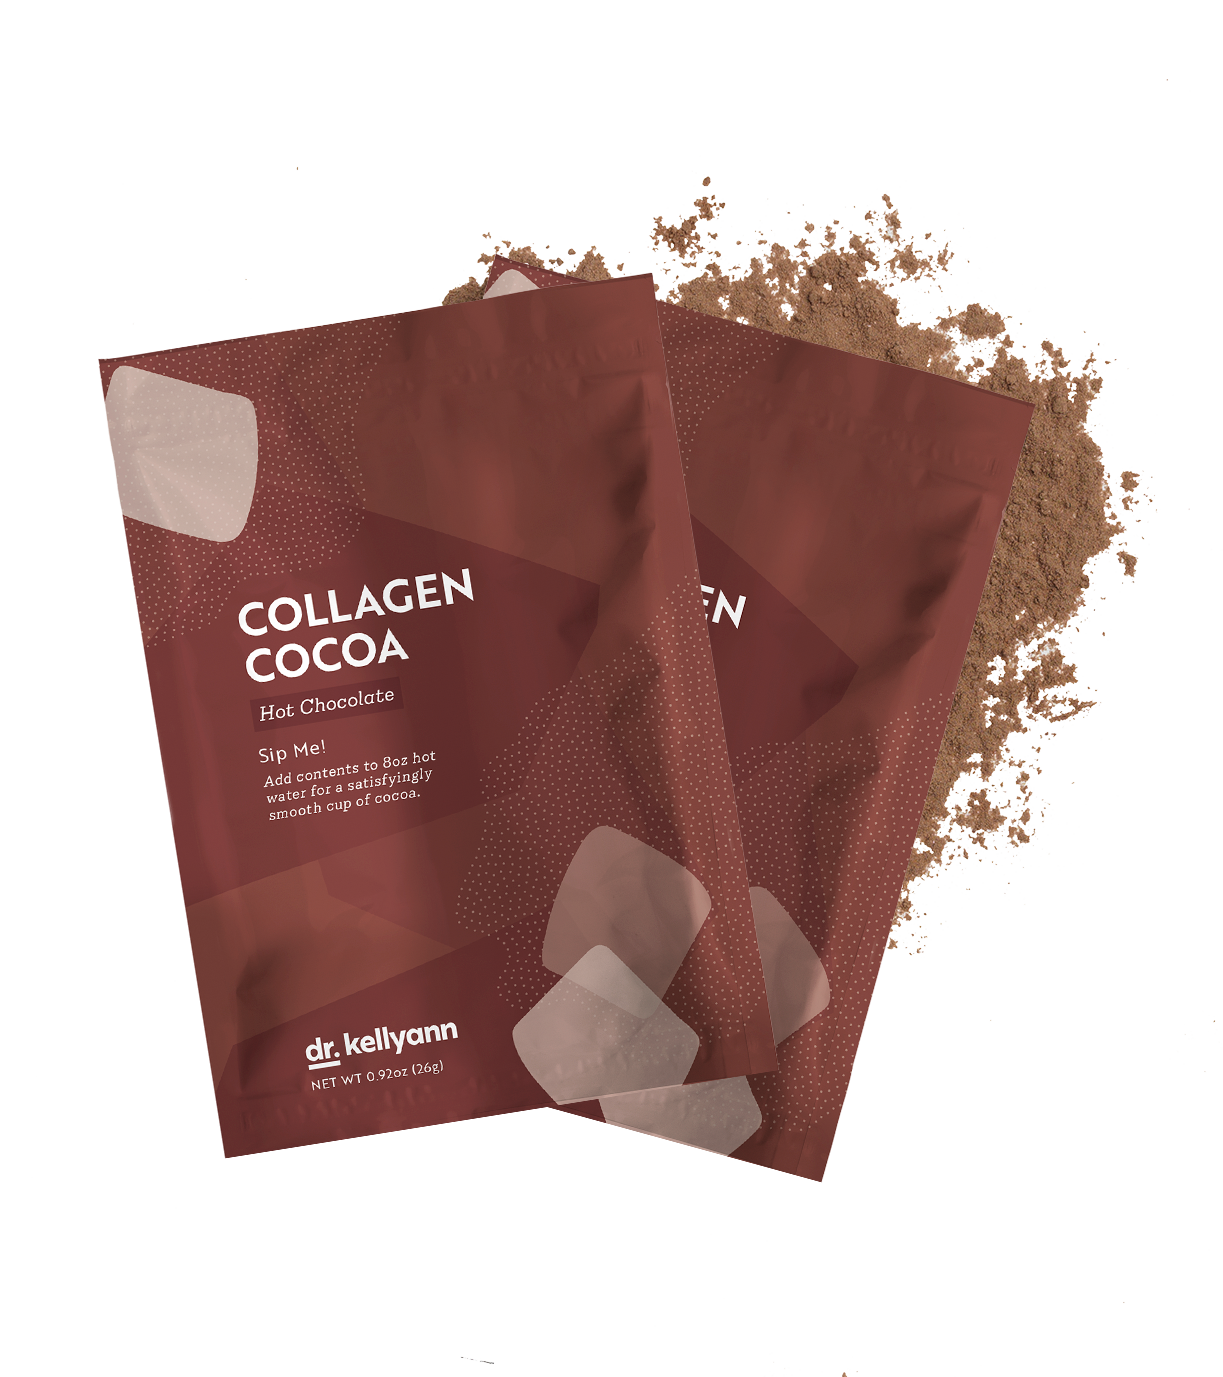 COLLAGEN
COCOA
Hot Chocolate
Sip Me!
Add contents to 8oz hot
water for a satisfyingly
smooth cup of cocoa.
dr. kellyann
NET WT 0.92oz (26g)
EN